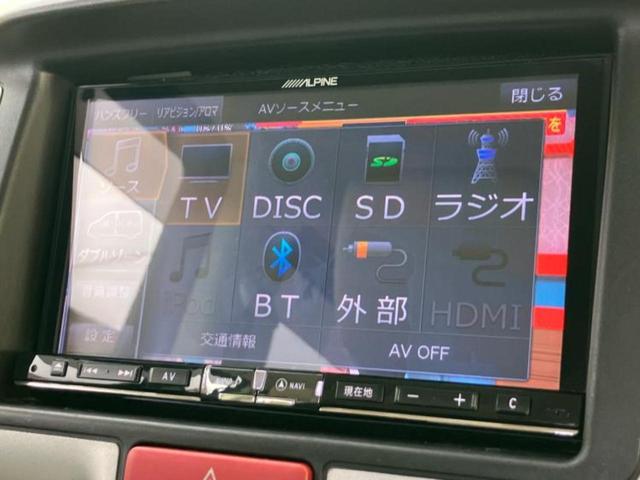 ALPINE
ハンズフリー リアビジョン/アロマ AVソースメニュー 閉じる
を
ソース
TV
DISC
SD
ラジオ
ダブルゾーン
iPod
BT
外部
HDMI
音質調整
設定
交通情報
AV OFF
AV
NAVI
現在地
− +
C